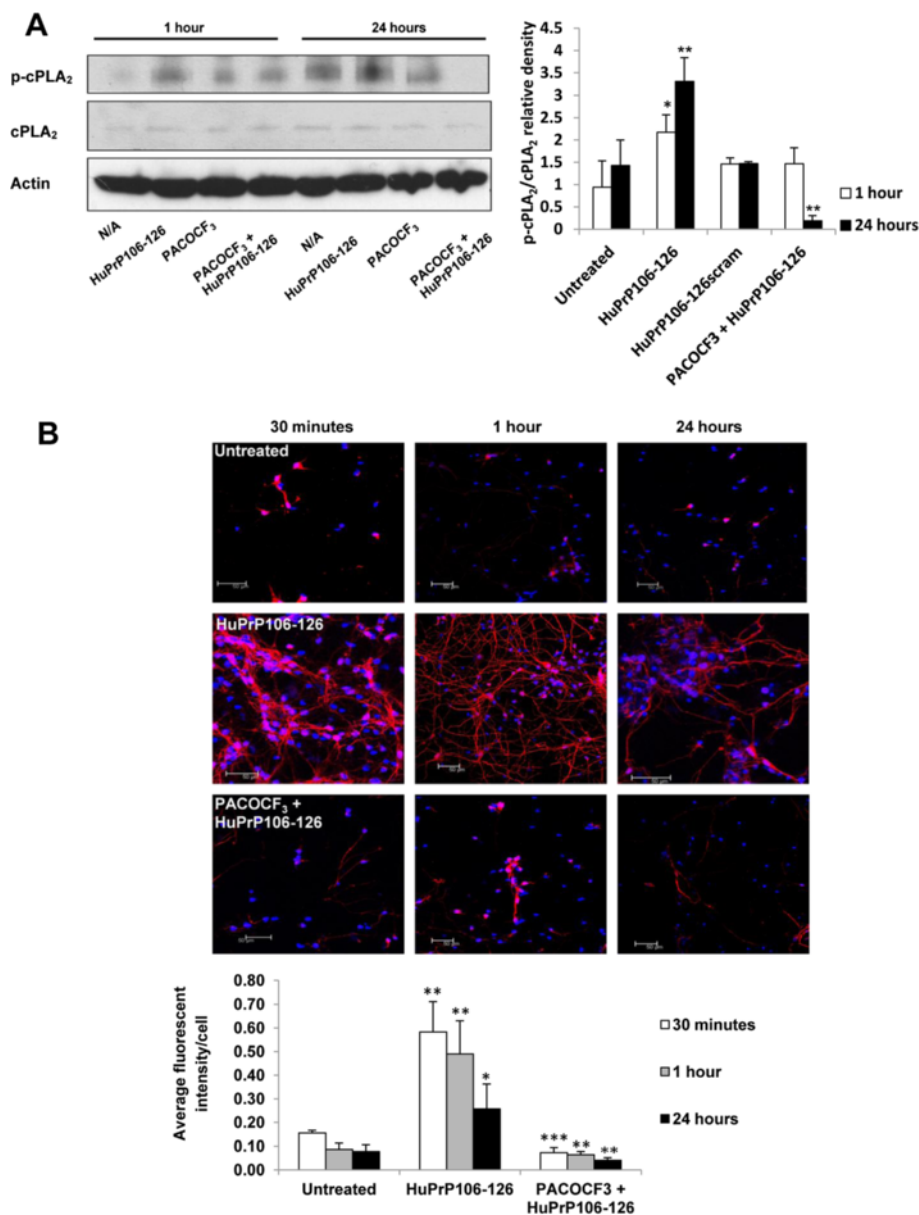 A
1 hour
24 hours
p-cPLA₂
cPLA₂
Actin
N/A
HuPrP106-126
PACOCF₃
PACOCF₃ +
HuPrP106-126
N/A
HuPrP106-126
PACOCF₃
PACOCF₃ +
HuPrP106-126
p-cPLA₂/cPLA₂ relative density
4.5
4
3.5
3
2.5
2
1.5
1
0.5
0
*
**
**
1 hour
24 hours
Untreated
HuPrP106-126
HuPrP106-126scram
PACOCF3 + HuPrP106-126
B
30 minutes
1 hour
24 hours
Untreated
HuPrP106-126
PACOCF₃ +
HuPrP106-126
Average fluorescent
intensity/cell
0.80
0.70
0.60
0.50
0.40
0.30
0.20
0.10
0.00
**
**
*
***
**
**
30 minutes
1 hour
24 hours
Untreated
HuPrP106-126
PACOCF3 +
HuPrP106-126